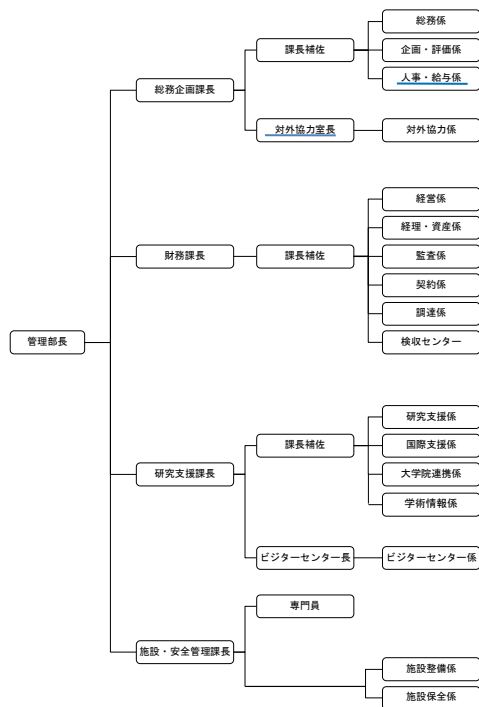 管理部長
総務企画課長
課長補佐
総務係
企画・評価係
人事・給与係
対外協力室長
対外協力係
財務課長
課長補佐
経営係
経理・資産係
監査係
契約係
調達係
検収センター
研究支援課長
課長補佐
研究支援係
国際支援係
大学院連携係
学術情報係
ビジターセンター長
ビジターセンター係
施設・安全管理課長
専門員
施設整備係
施設保全係